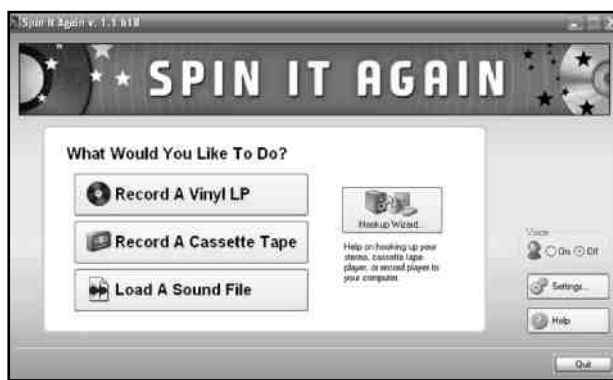 Spin It Again v. 1.1.618
SPIN IT AGAIN
What Would You Like To Do?
Record A Vinyl LP
Record A Cassette Tape
Load A Sound File
Hookup Wizard...
Help on hooking up your
stereo, cassette tape
player, or record player to
your computer.
Voice
On Off
Settings...
Help
Quit